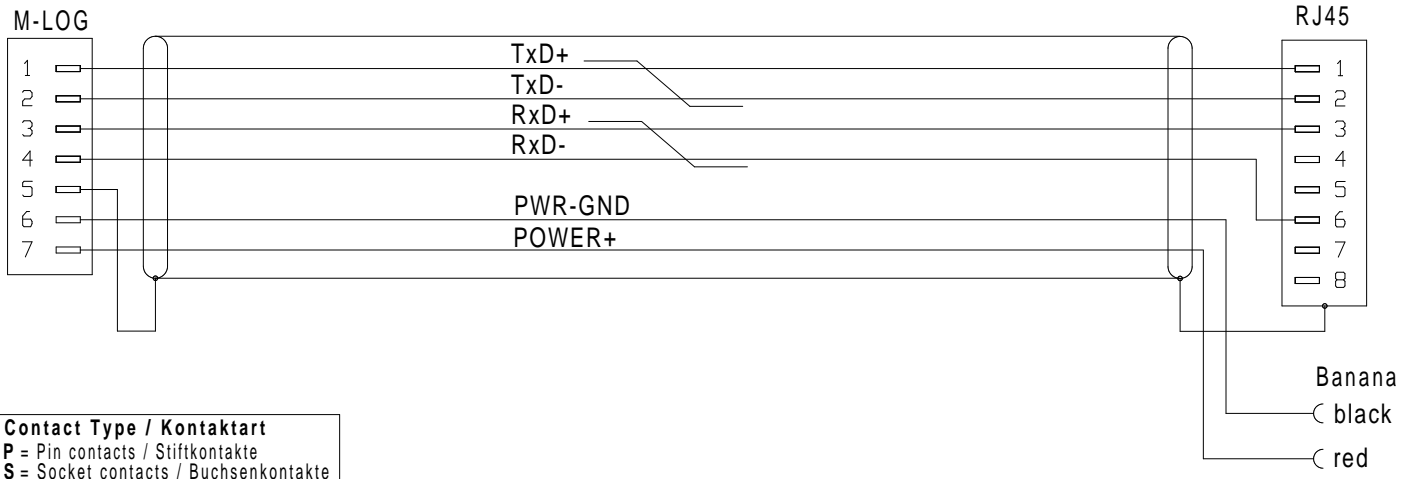 M-LOG
RJ45
1
2
3
4
5
6
7
TxD+
TxD-
RxD+
RxD-
PWR-GND
POWER+
1
2
3
4
5
6
7
8
Banana
black
red
Contact Type / Kontaktart
P = Pin contacts / Stiftkontakte
S = Socket contacts / Buchsenkontakte